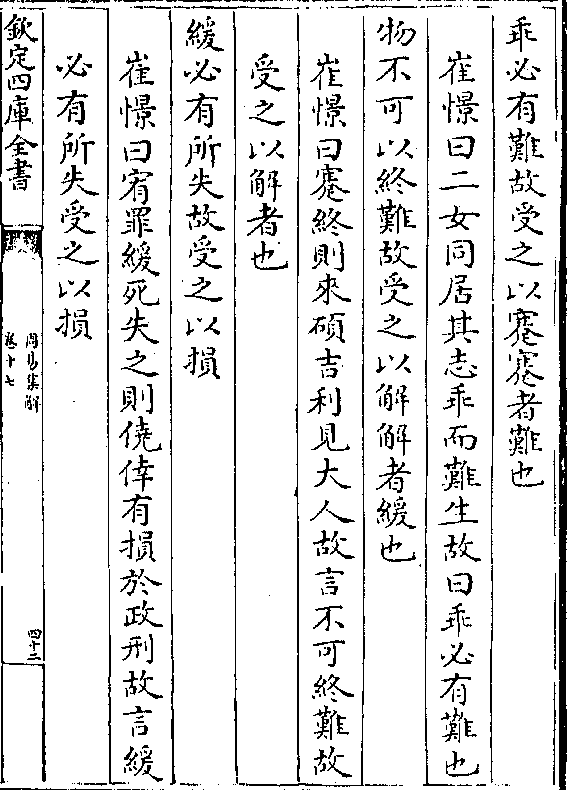 乖必有難故受之以蹇蹇者難也
崔憬曰二女同居其志乖而難生故曰乖必有難也
物不可以終難故受之以解解者緩也
崔憬曰蹇終則來碩吉利見大人故言不可終難故
受之以解者也
緩必有所失故受之以損
崔憬曰宥罪緩死失之則僥倖有損於政刑故言緩
必有所失受之以損
欽定四庫全書
周易集解
卷十七
四十二